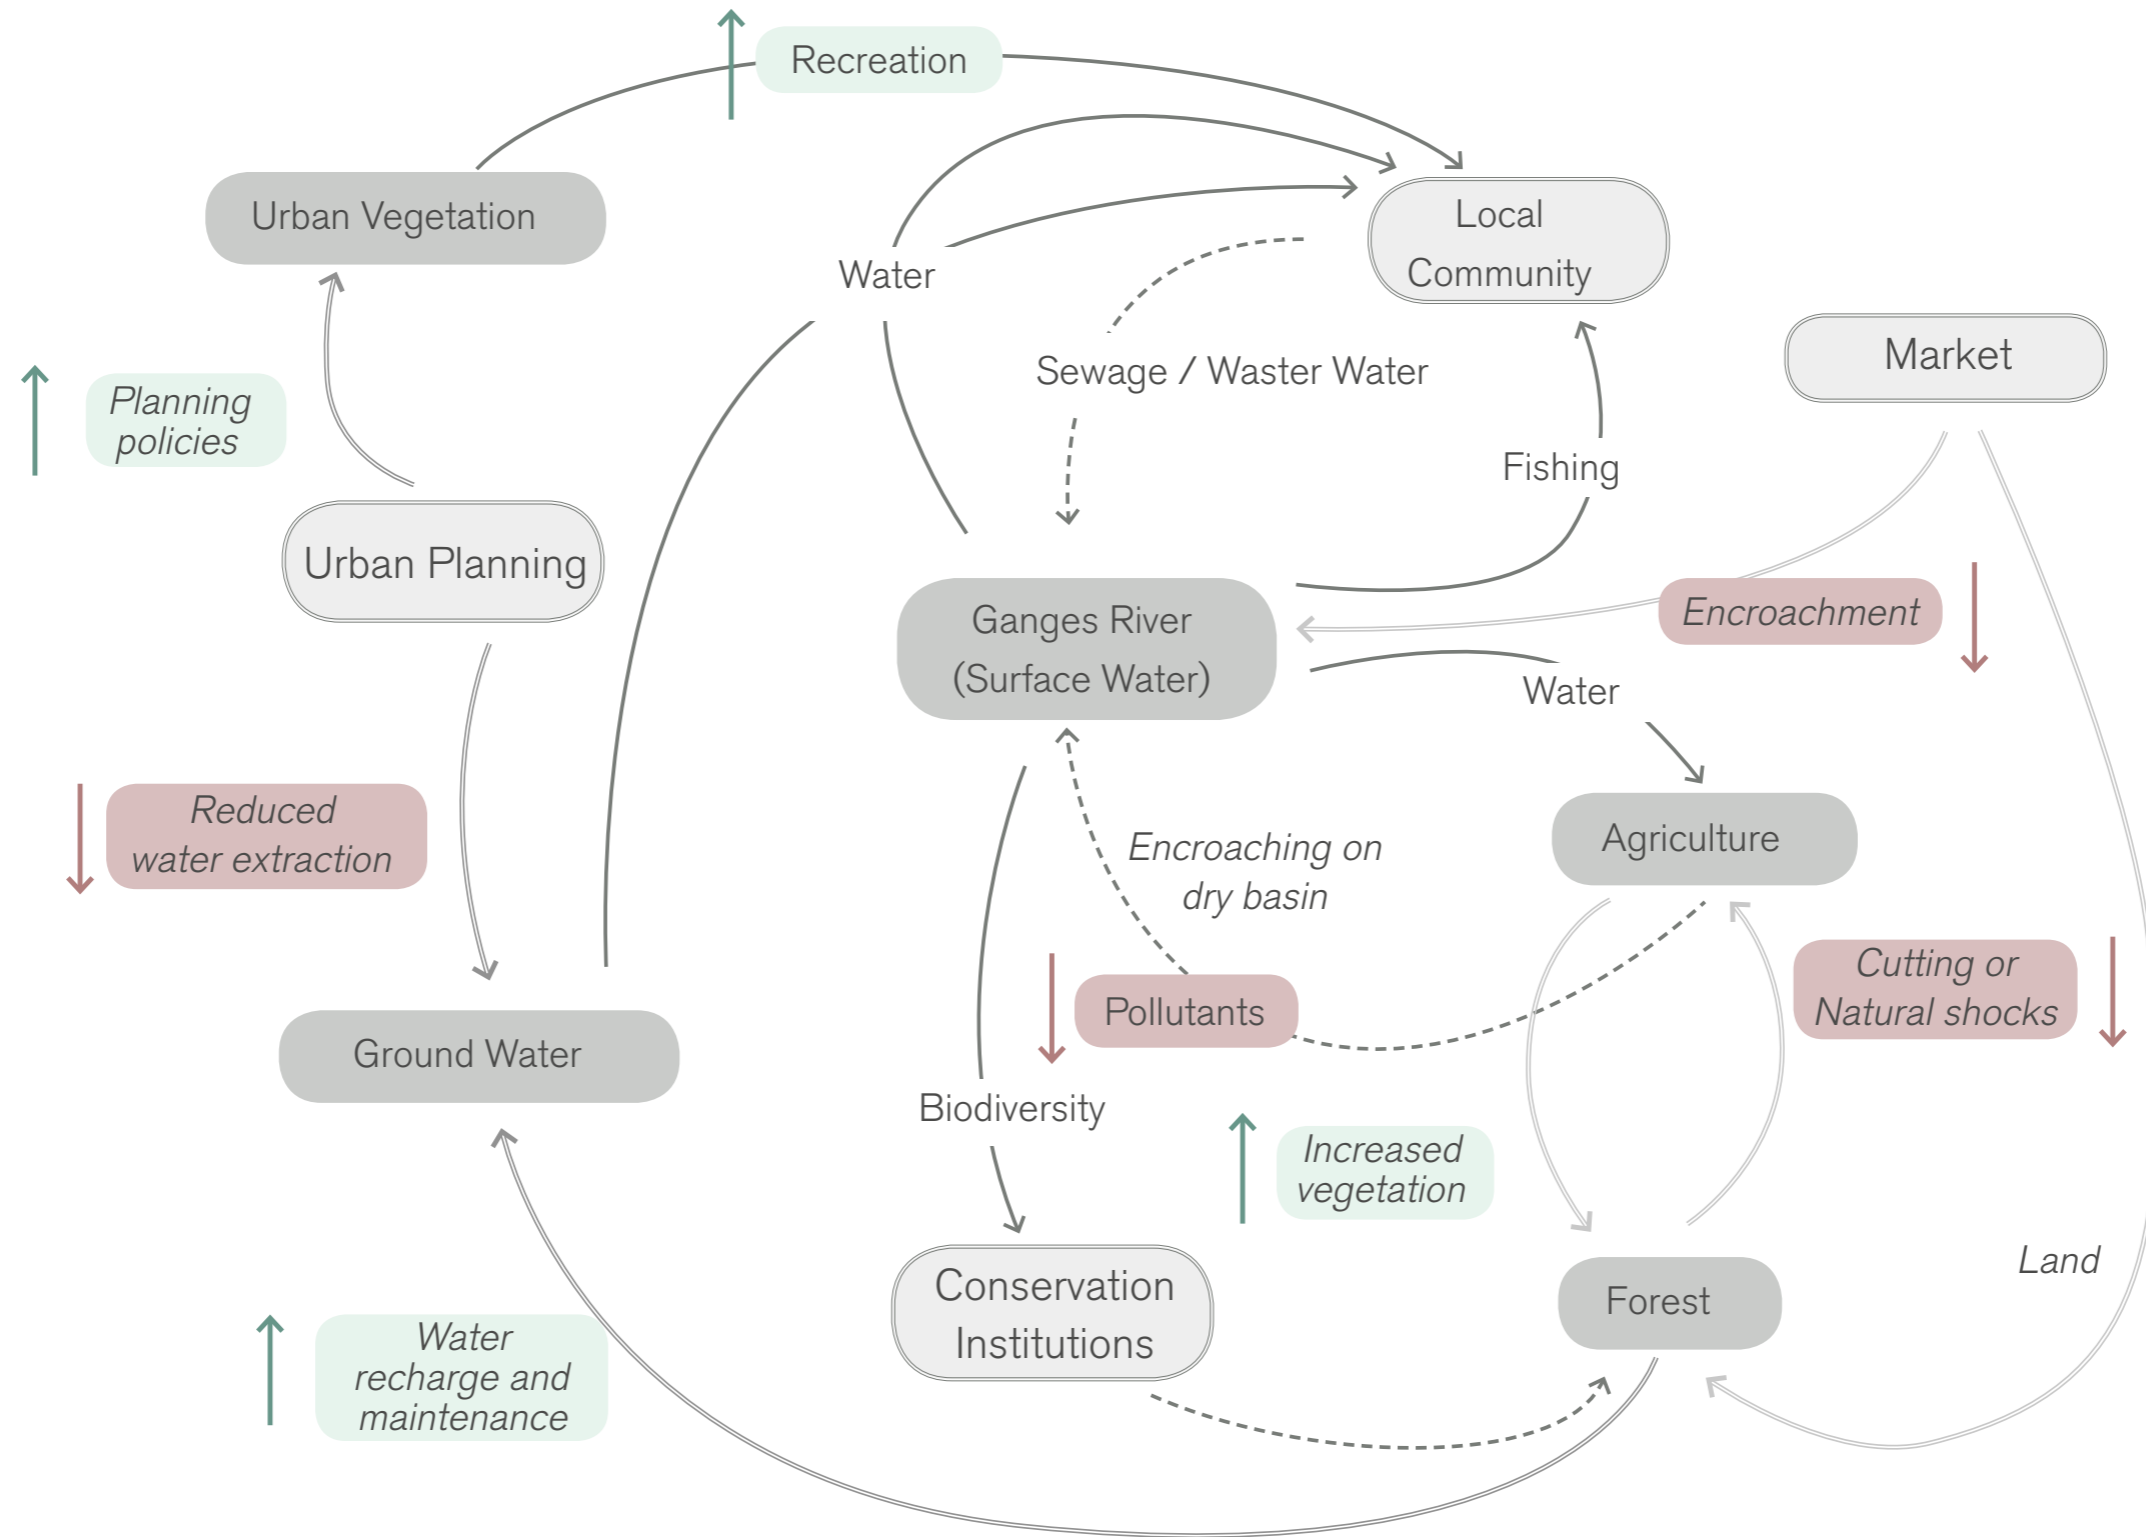 Recreation
Urban Vegetation
Local
Community
Water
Market
Sewage / Waster Water
Planning
policies
Fishing
Urban Planning
Encroachment
Ganges River
(Surface Water)
Water
Reduced
water extraction
Agriculture
Encroaching on
dry basin
Cutting or
Natural shocks
Pollutants
Ground Water
Biodiversity
Increased
vegetation
Land
Conservation
Institutions
Forest
Water
recharge and
maintenance